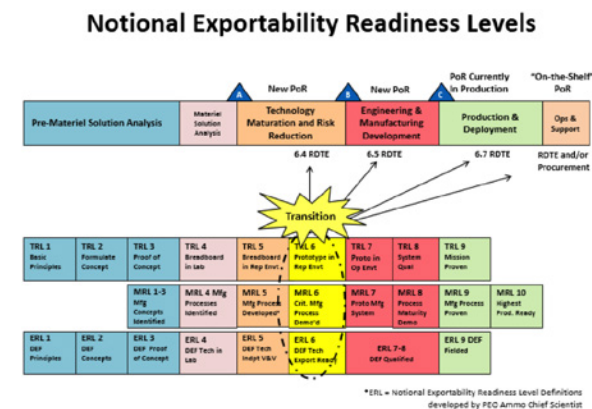 Notional Exportability Readiness Levels
New PoR
New PoR
PoR Currently
In Production
"On-the-Shelf"
PoR
A
B
C
Pre-Materiel Solution Analysis
Materiel
Solution
Analysis
Technology
Maturation and Risk
Reduction
Engineering &
Manufacturing
Development
Production &
Deployment
Ops &
Support
6.4 RDTE
6.5 RDTE
6.7 RDTE
RDTE and/or
Procurement
Transition
TRL 1
Basic
Principles
TRL 2
Formulate
Concept
TRL 3
Proof of
Concept
TRL 4
Breadboard
in Lab
TRL 5
Breadboard
in Rep Envt.
TRL 6
Prototype in
Rep Envt.
TRL 7
Proto in
Op Envt
TRL 8
System
Qual
TRL 9
Mission
Proven
MRL 1-3
Mfg
Concepts
Identified
MRL 4 Mfg
Processes
Identified
MRL 5
Mfg Process
Developed*
MRL 6
Crit. Mfg
Process
Demo'd
MRL 7
Proto Mfg
System
MRL 8
Process
Maturity
Demo
MRL 9
Mfg Process
Proven
MRL 10
Highest
Prod. Ready
ERL 1
DEF
Principles
ERL 2
DEF
Concepts
ERL 3
DEF Proof
of Concept
ERL 4
DEF Tech in
Lab
ERL 5
DEF Tech
Indpt V&V
ERL 6
DEF Tech
Export Ready
ERL 7-8
DEF Qualified
ERL 9 DEF
Fielded
*ERL = Notional Exportability Readiness Level Definitions
developed by PEO Ammo Chief Scientist